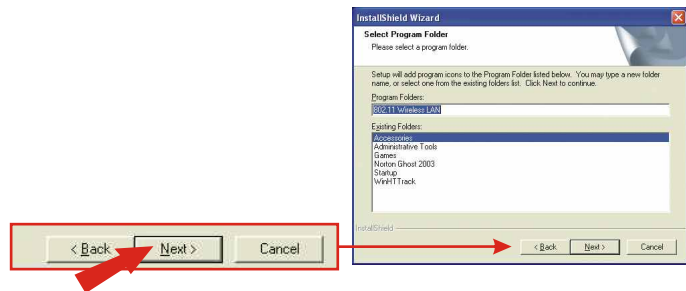 InstallShield Wizard
Select Program Folder
Please select a program folder.
Setup will add program icons to the Program Folder listed below. You may type a new folder
name, or select one from the existing folders list. Click Next to continue.
Program Folders:
802.11 Wireless LAN
Existing Folders:
Accessories
Administrative Tools
Games
Norton Ghost 2003
Startup
WinHTTrack
InstallShield
< Back
Next >
Cancel
< Back
Next >
Cancel